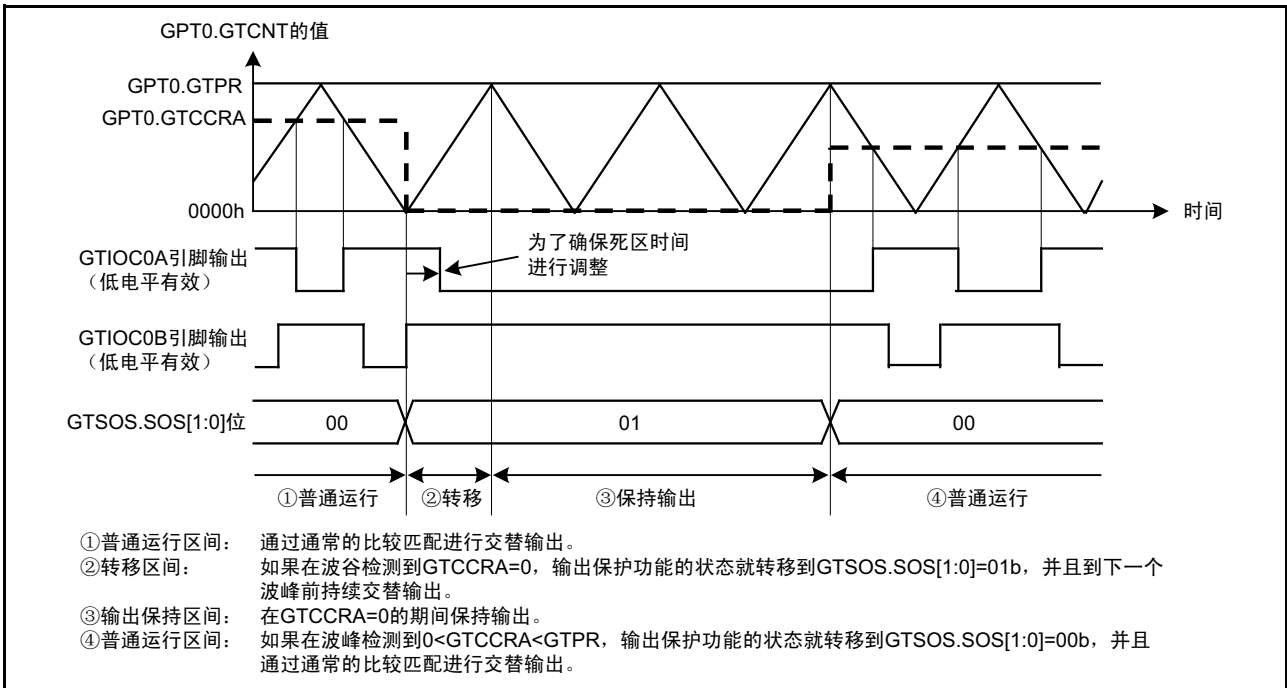 GPT0.GTCNT的值
GPT0.GTPR
GPT0.GTCCRA
0000h
时间
GTIOC0A引脚输出
（低电平有效）
为了确保死区时间
进行调整
GTIOC0B引脚输出
（低电平有效）
GTSOS.SOS[1:0]位
00
01
00
①普通运行
②转移
③保持输出
④普通运行
①普通运行区间： 通过通常的比较匹配进行交替输出。
②转移区间： 如果在波谷检测到GTCCRA=0，输出保护功能的状态就转移到GTSOS.SOS[1:0]=01b，并且到下一个
波峰前持续交替输出。
③输出保持区间： 在GTCCRA=0的期间保持输出。
④普通运行区间： 如果在波峰检测到0<GTCCRA<GTPR，输出保护功能的状态就转移到GTSOS.SOS[1:0]=00b，并且
通过通常的比较匹配进行交替输出。